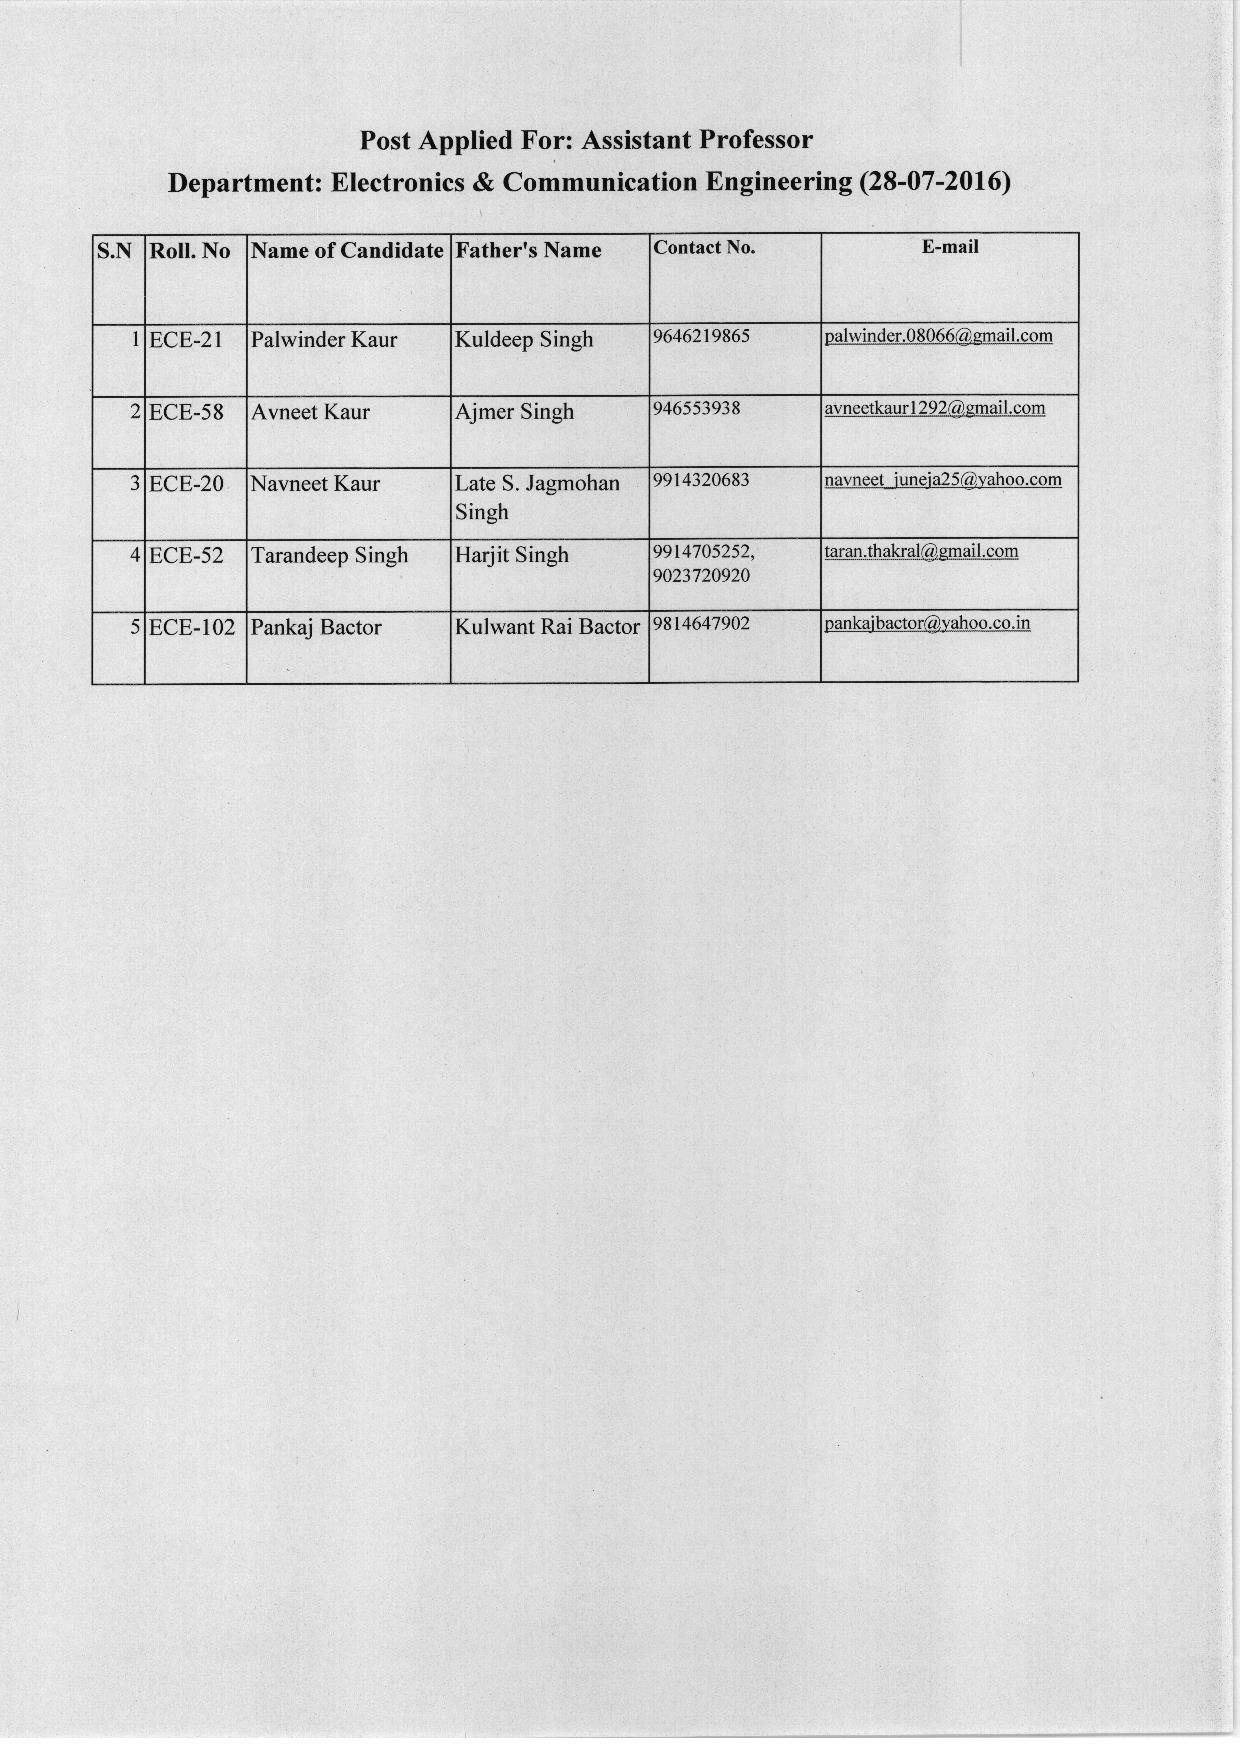 Post Applied For: Assistant Professor
Department: Electronics & Communication Engineering (28-07-2016)
S.N Roll. No Name of Candidate Father's Name Contact No. E-mail
1 ECE-21 Palwinder Kaur Kuldeep Singh 9646219865 palwinder.08066@gmail.com
2 ECE-58 Avneet Kaur Ajmer Singh 946553938 avneetkaur1292@gmail.com
3 ECE-20 Navneet Kaur Late S. Jagmohan 9914320683 navneet_juneja25@yahoo.com
Singh
4 ECE-52 Tarandeep Singh Harjit Singh 9914705252, taran.thakral@gmail.com
9023720920
5 ECE-102 Pankaj Bactor Kulwant Rai Bactor 9814647902 pankajbactor@yahoo.co.in